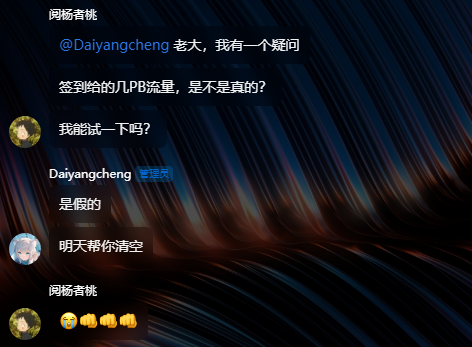 阅杨者桃
@Daiyangcheng 老大，我有一个疑问
签到给的几PB流量，是不是真的？
我能试一下吗？
Daiyangcheng 管理员
是假的
明天帮你清空
阅杨者桃
😭👊👊👊